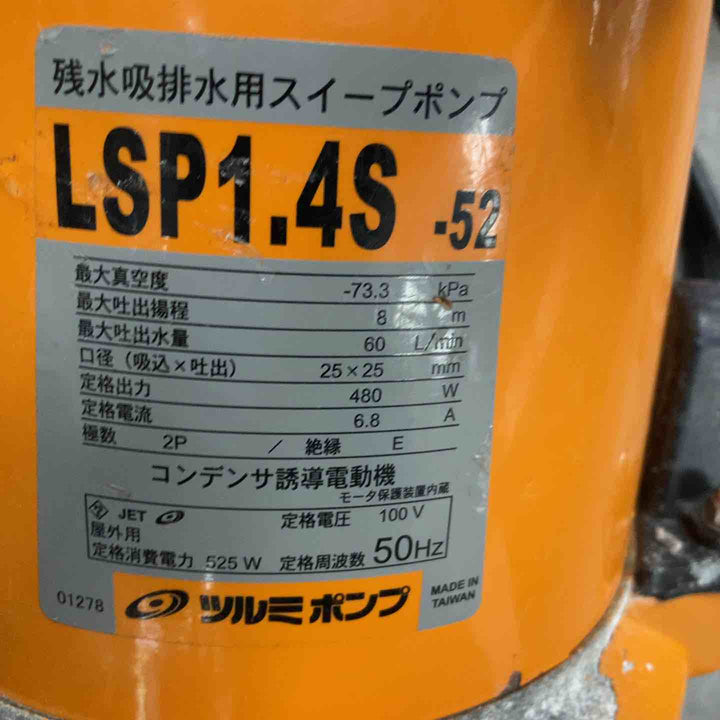 残水吸排水用スイープポンプ
LSP1.4S -52
最大真空度 -73.3 kPa
最大吐出揚程 8 m
最大吐出水量 60 L/min
口径（吸込×吐出） 25×25 mm
定格出力 480 W
定格電流 6.8 A
極数 2P / 絶縁 E
コンデンサ誘導電動機
モータ保護装置内蔵
JET 定格電圧 100 V
屋外用
定格消費電力 525 W 定格周波数 50Hz
01278 ツルミポンプ MADE IN
TAIWAN